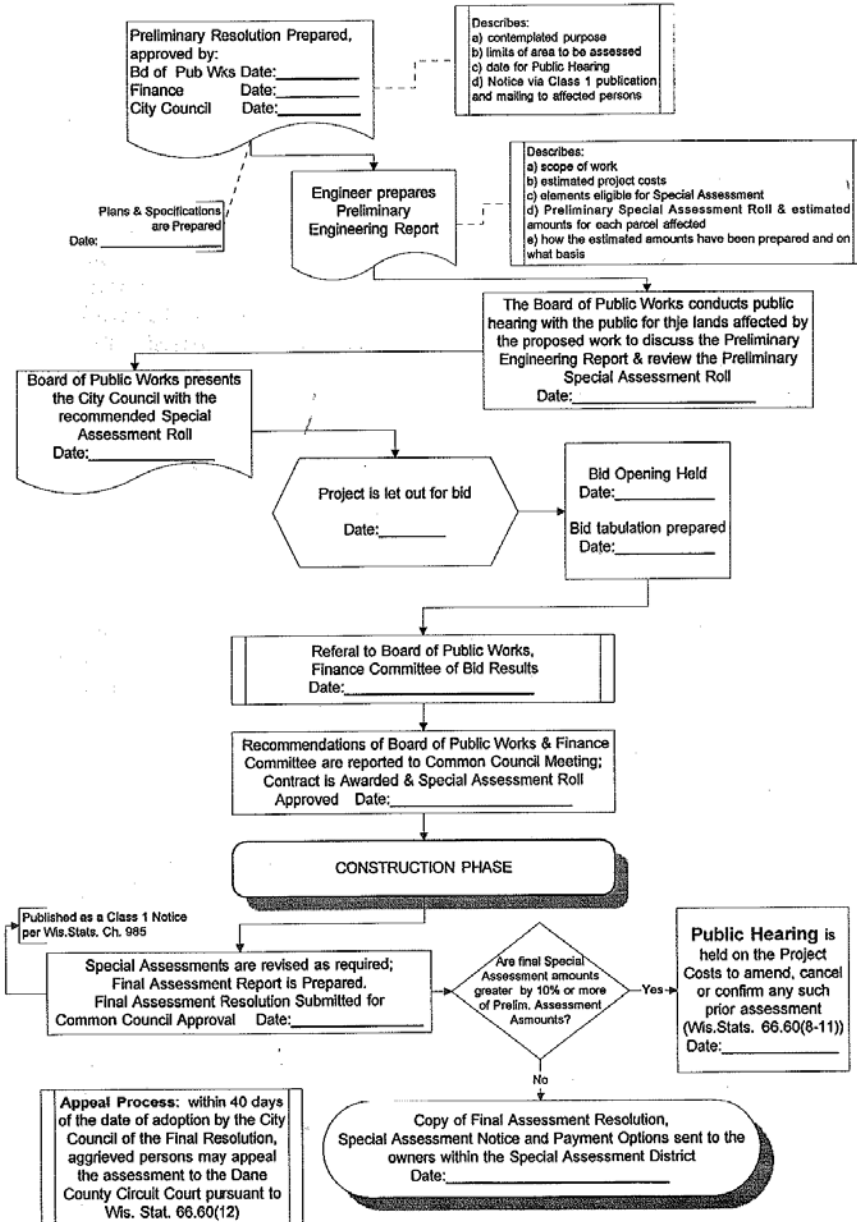 Preliminary Resolution Prepared,
approved by:
Bd of Pub Wks Date:
Finance Date:
City Council Date:
Describes:
a) contemplated purpose
b) limits of area to be assessed
c) date for Public Hearing
d) Notice via Class 1 publication
and mailing to affected persons
Plans & Specifications
are Prepared
Date:
Engineer prepares
Preliminary
Engineering Report
Describes:
a) scope of work
b) estimated project costs
c) elements eligible for Special Assessment
d) Preliminary Special Assessment Roll & estimated
amounts for each parcel affected
e) how the estimated amounts have been prepared and on
what basis
The Board of Public Works conducts public
hearing with the public for thje lands affected by
the proposed work to discuss the Preliminary
Engineering Report & review the Preliminary
Special Assessment Roll
Date:
Board of Public Works presents
the City Council with the
recommended Special
Assessment Roll
Date:
Project is let out for bid
Date:
Bid Opening Held
Date:
Bid tabulation prepared
Date:
Referal to Board of Public Works,
Finance Committee of Bid Results
Date:
Recommendations of Board of Public Works & Finance
Committee are reported to Common Council Meeting;
Contract is Awarded & Special Assessment Roll
Approved Date:
CONSTRUCTION PHASE
Published as a Class 1 Notice
per Wis.Stats. Ch. 985
Special Assessments are revised as required;
Final Assessment Report is Prepared.
Final Assessment Resolution Submitted for
Common Council Approval Date:
Are final Special
Assessment amounts
greater by 10% or more
of Prelim. Assessment
Asmounts?
Yes
Public Hearing is
held on the Project
Costs to amend, cancel
or confirm any such
prior assessment
(Wis.Stats. 66.60(8-11))
Date:
No
Appeal Process: within 40 days
of the date of adoption by the City
Council of the Final Resolution,
aggrieved persons may appeal
the assessment to the Dane
County Circuit Court pursuant to
Wis. Stat. 66.60(12)
Copy of Final Assessment Resolution,
Special Assessment Notice and Payment Options sent to the
owners within the Special Assessment District
Date: